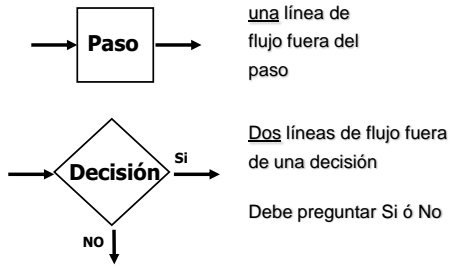 Paso
una línea de
flujo fuera del
paso
Decisión
Si
NO
Dos líneas de flujo fuera
de una decisión
Debe preguntar Si ó No